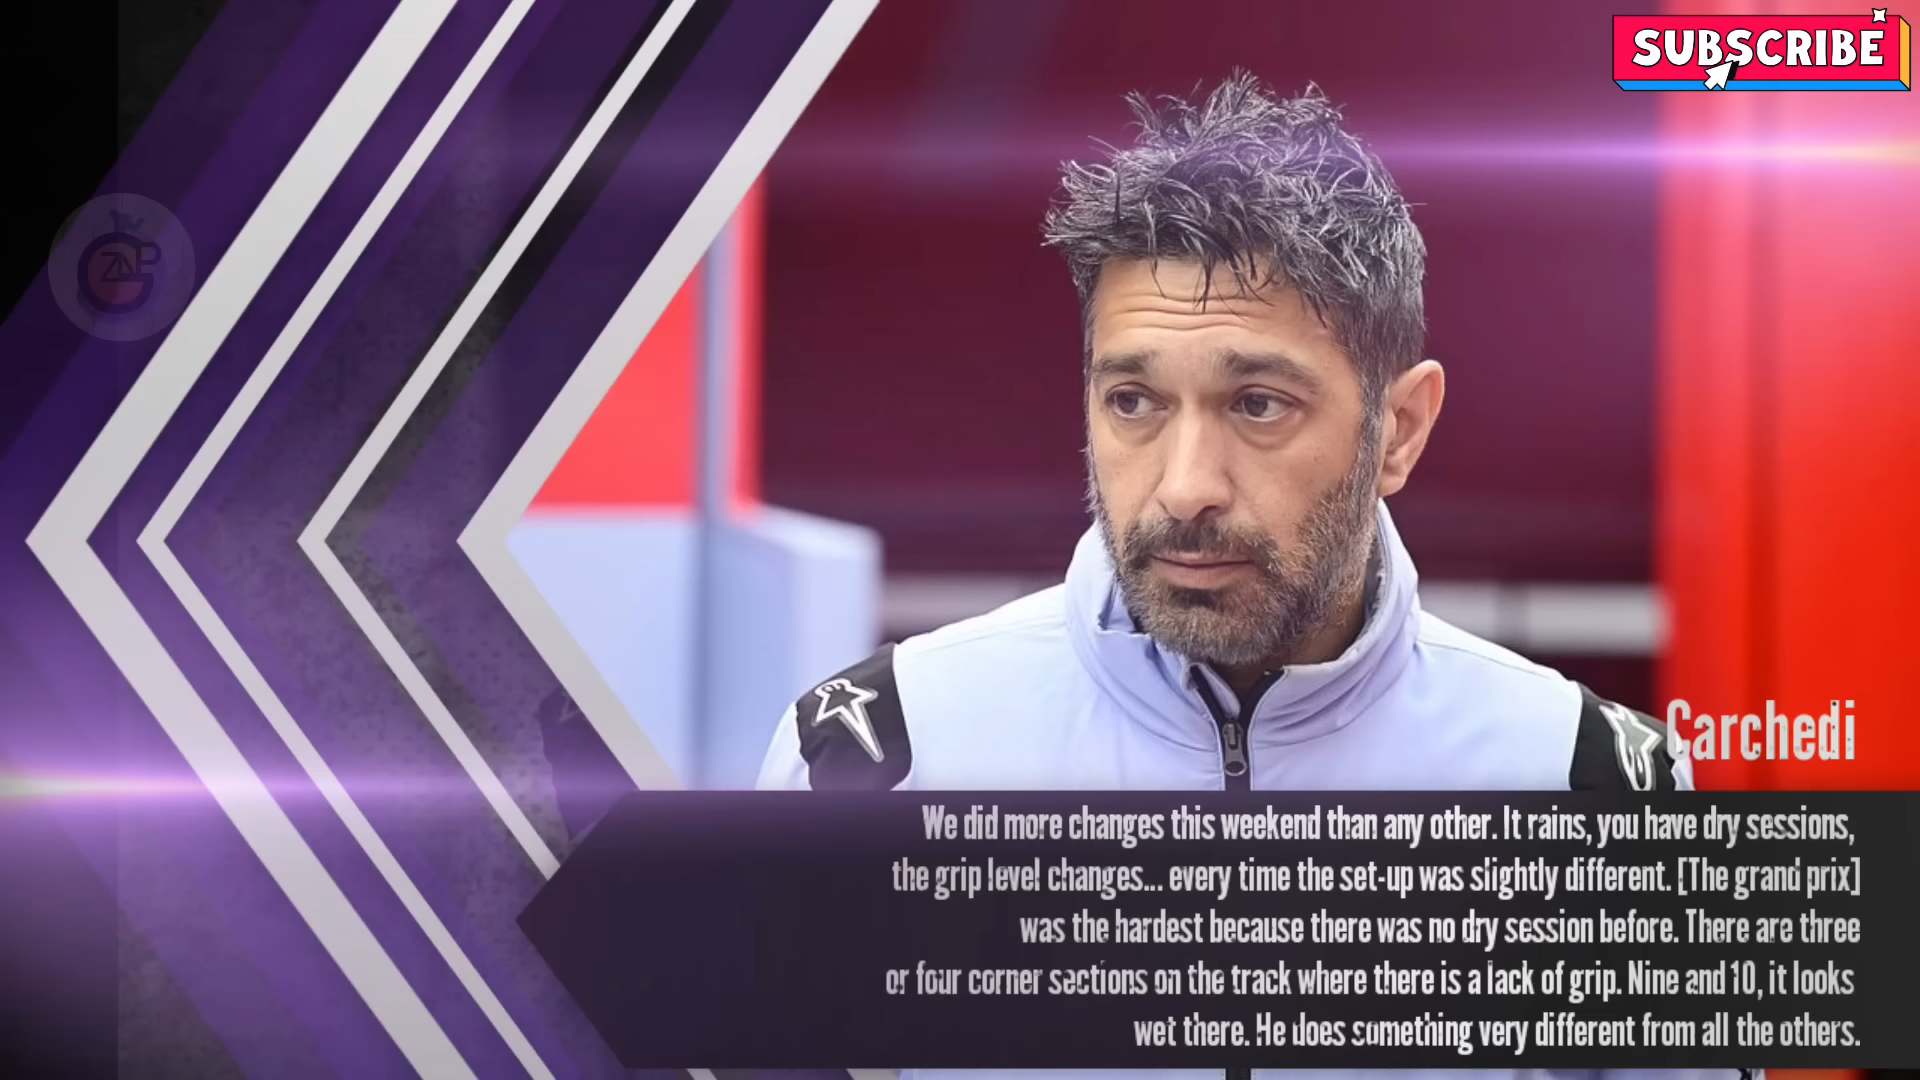 SUBSCRIBE
GZAP
Carchedi
We did more changes this weekend than any other. It rains, you have dry sessions,
the grip level changes... every time the set-up was slightly different. [The grand prix]
was the hardest because there was no dry session before. There are three
or four corner sections on the track where there is a lack of grip. Nine and 10, it looks
wet there. He does something very different from all the others.